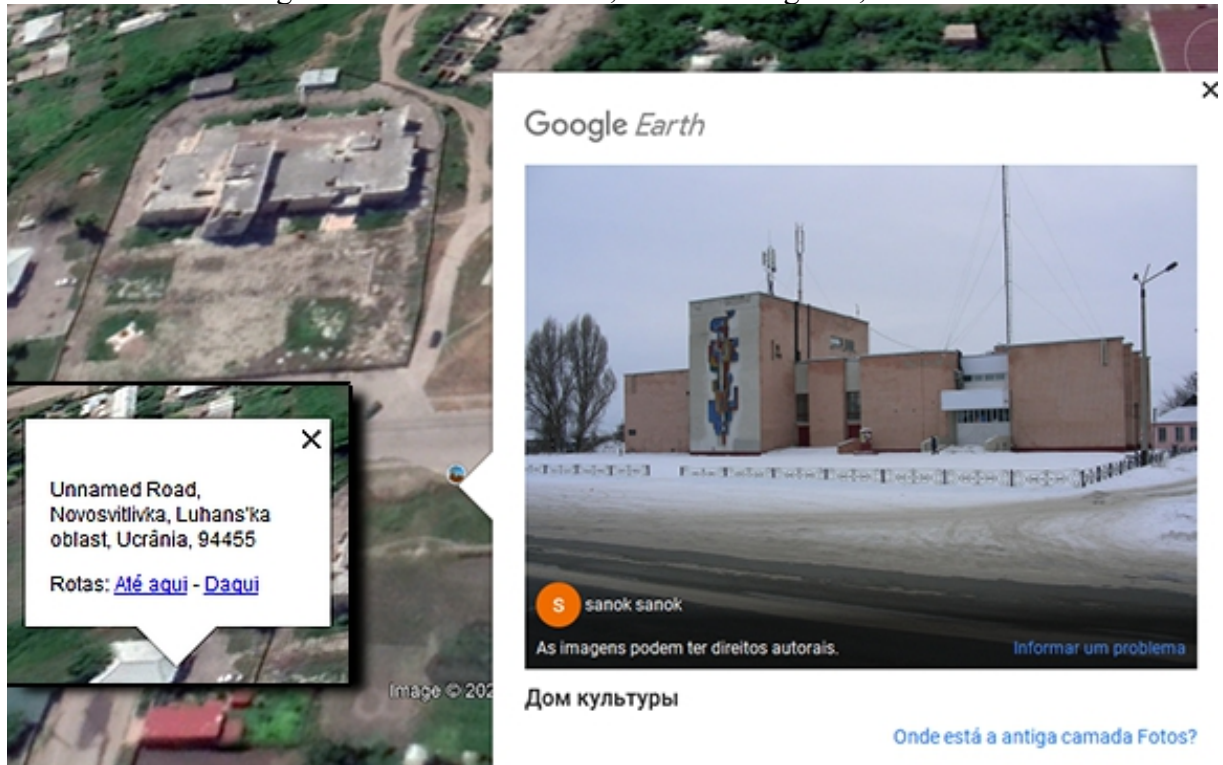 Google Earth
Unnamed Road,
Novosvitlivka, Luhans'ka
oblast, Ucrânia, 94455
Rotas: Até aqui - Daqui
S sanok sanok
As imagens podem ter direitos autorais. Informar um problema
Image © 202
Дом культуры
Onde está a antiga camada Fotos?